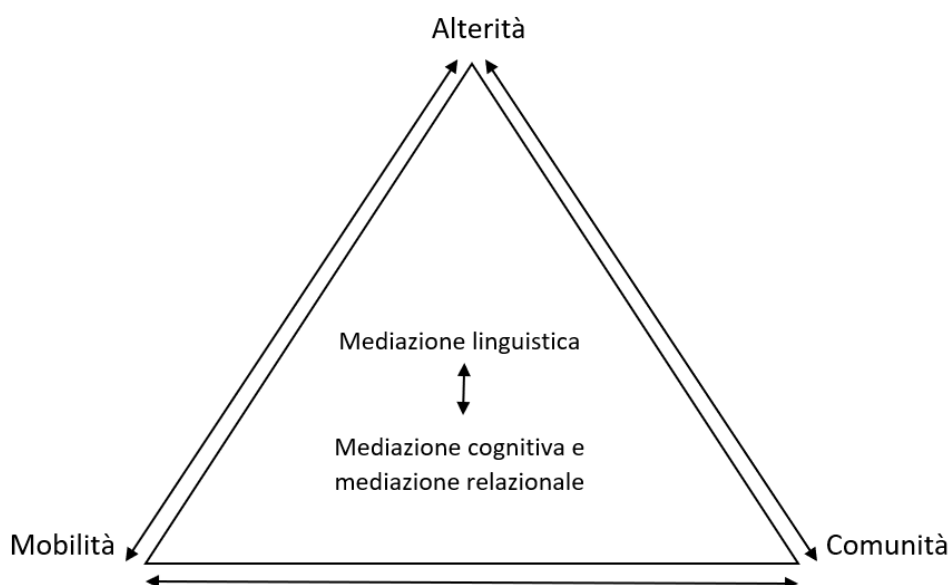 Alterità
Mediazione linguistica
Mediazione cognitiva e
mediazione relazionale
Mobilità
Comunità